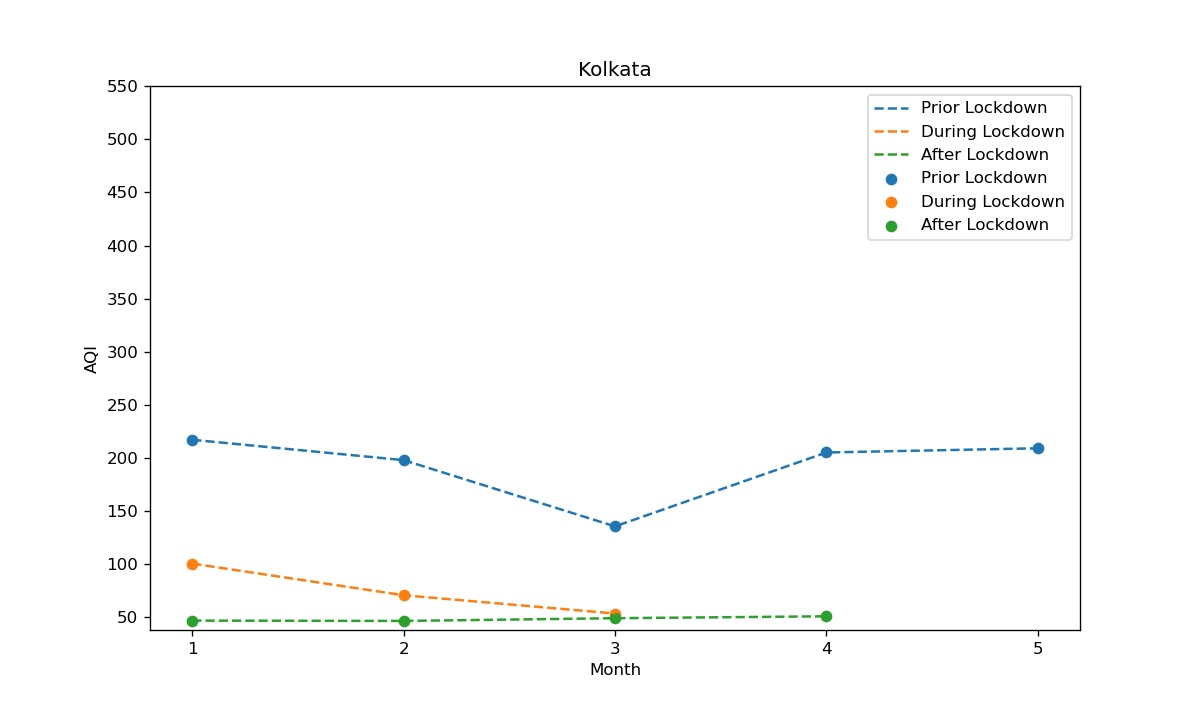 Kolkata
550
500
450
400
350
300
250
200
150
100
50
AQI
Prior Lockdown
During Lockdown
After Lockdown
Prior Lockdown
During Lockdown
After Lockdown
1 2 3 4 5
Month